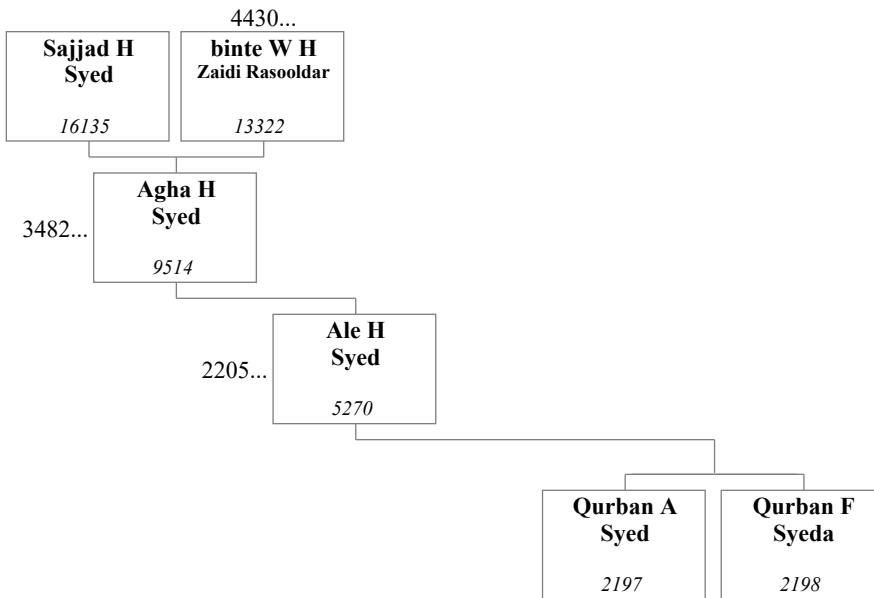 4430...
Sajjad H
Syed
16135
binte W H
Zaidi Rasooldar
13322
3482...
Agha H
Syed
9514
2205...
Ale H
Syed
5270
Qurban A
Syed
2197
Qurban F
Syeda
2198